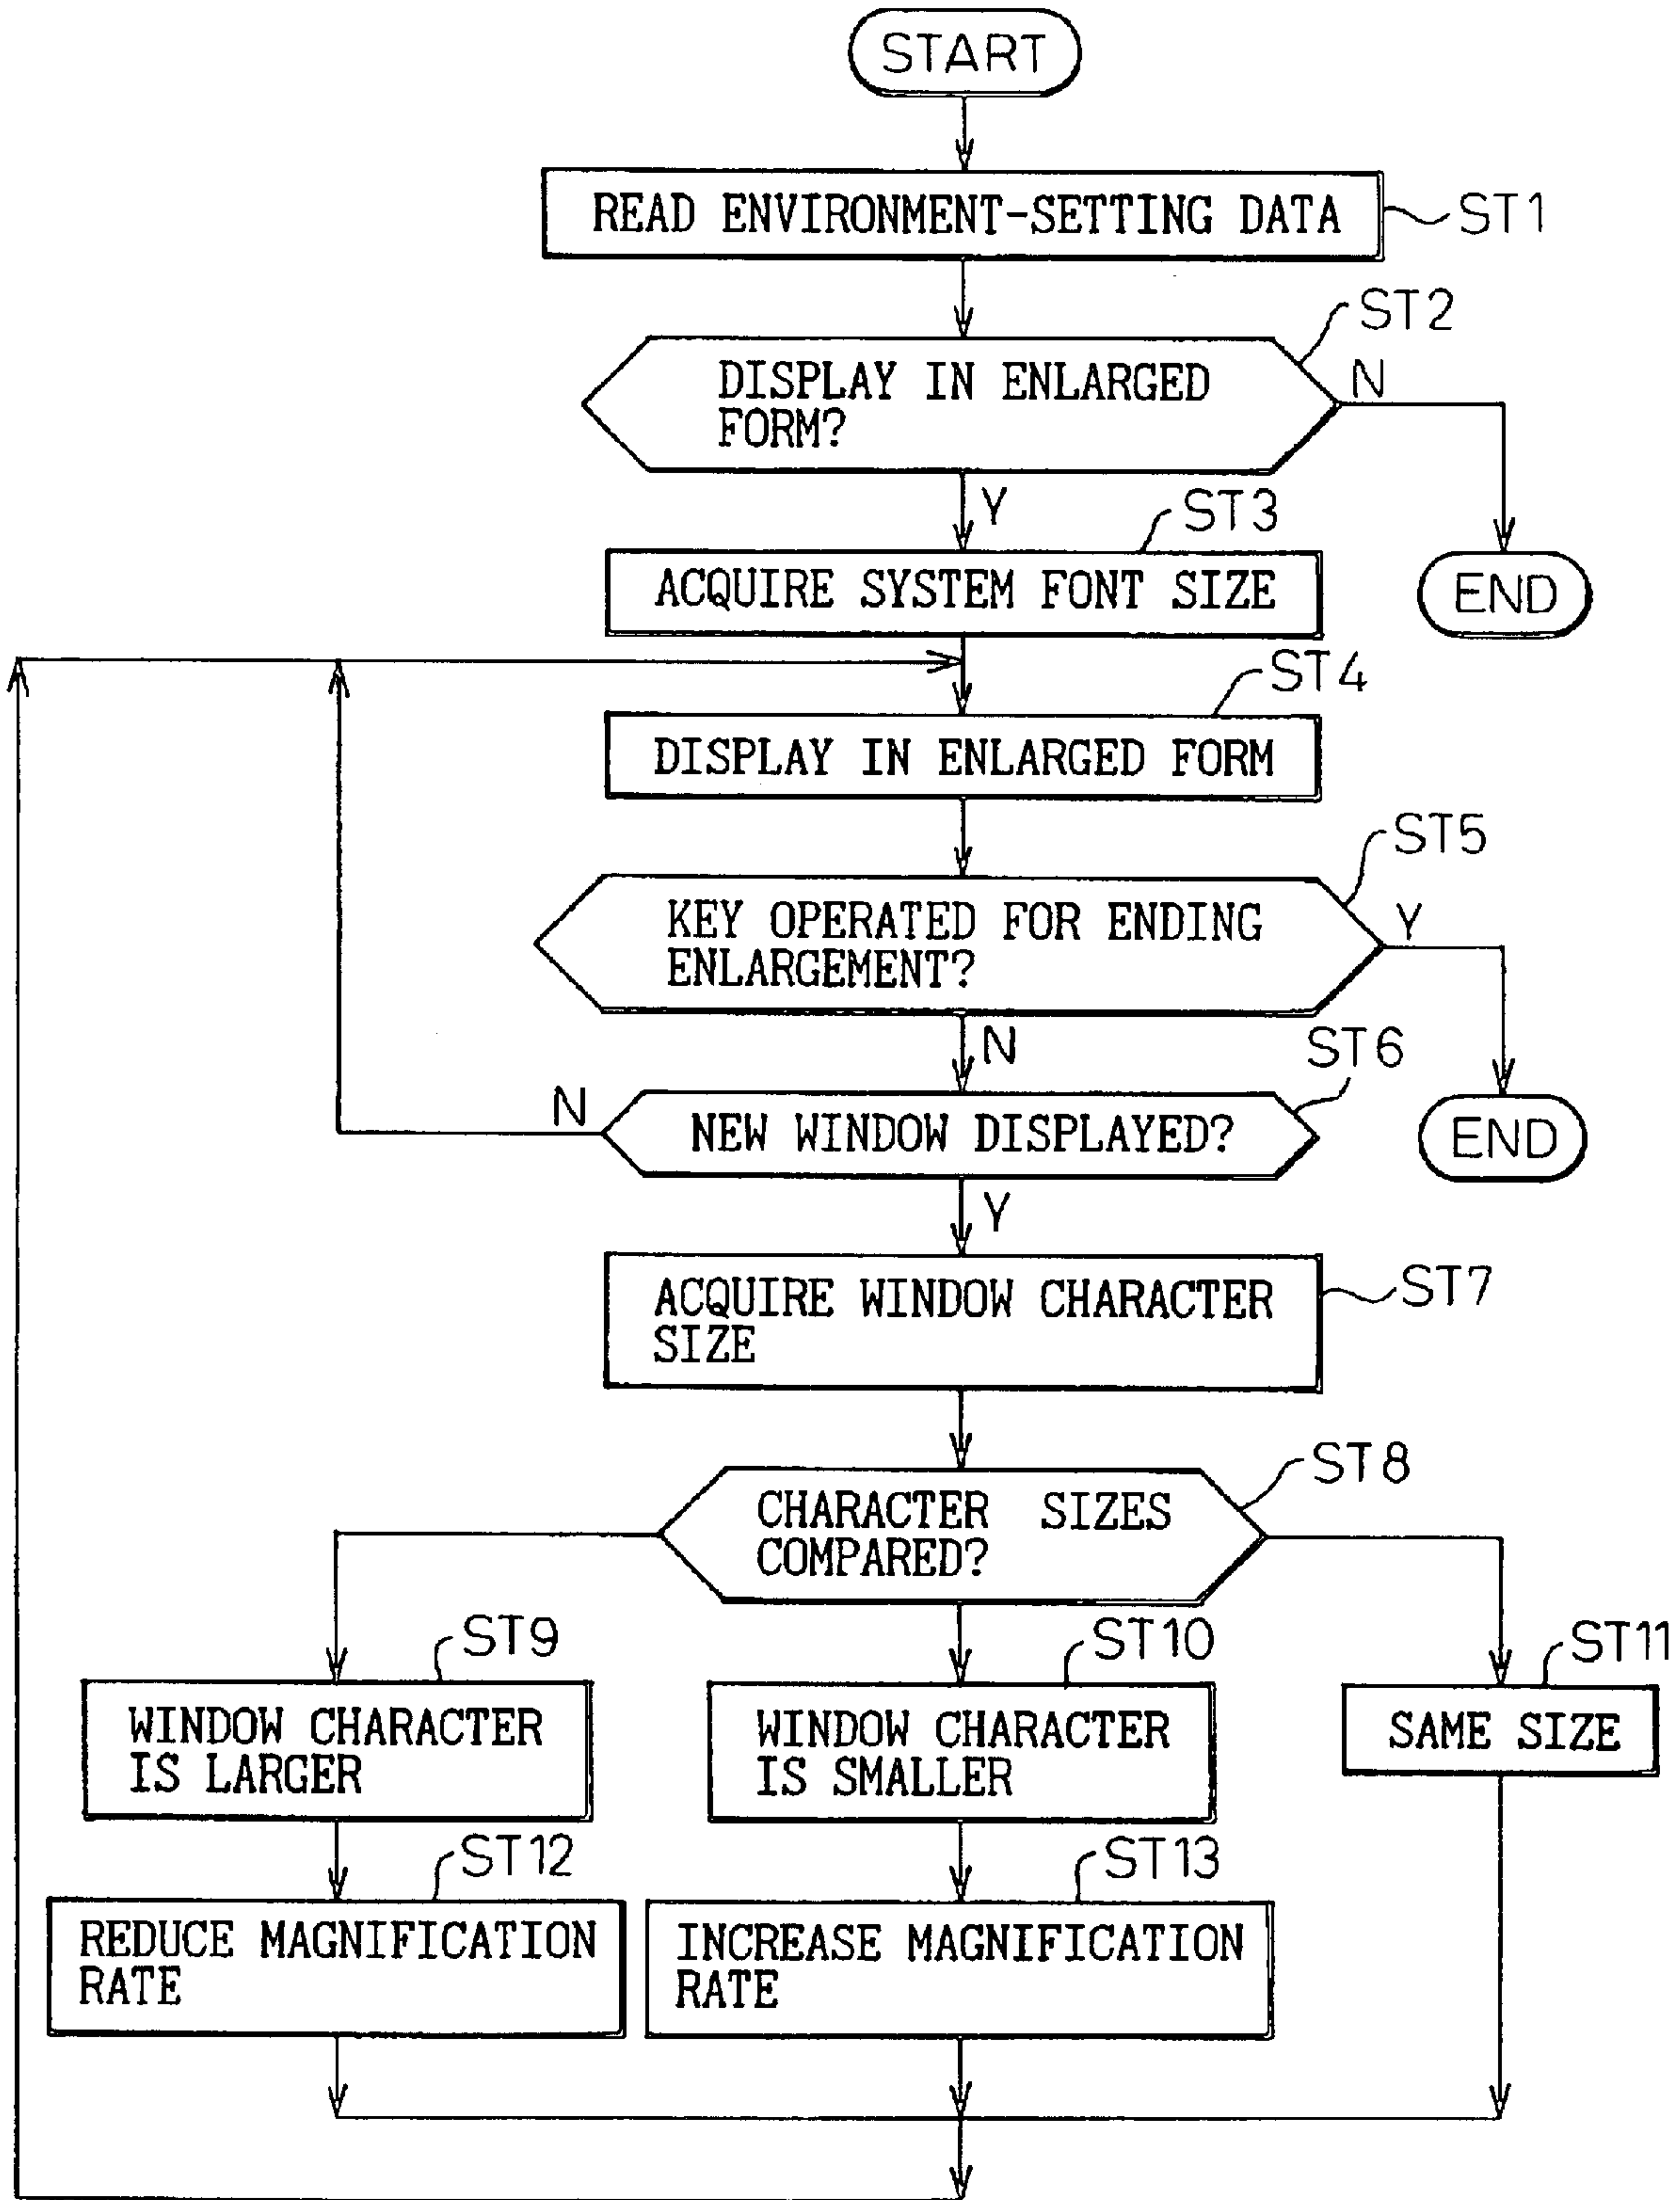 START
READ ENVIRONMENT-SETTING DATA
ST1
ST2
DISPLAY IN ENLARGED
FORM?
N
Y
ST3
ACQUIRE SYSTEM FONT SIZE
END
ST4
DISPLAY IN ENLARGED FORM
ST5
KEY OPERATED FOR ENDING
ENLARGEMENT?
Y
N
ST6
N
NEW WINDOW DISPLAYED?
END
Y
ACQUIRE WINDOW CHARACTER
SIZE
ST7
ST8
CHARACTER SIZES
COMPARED?
ST9
ST10
ST11
WINDOW CHARACTER
IS LARGER
WINDOW CHARACTER
IS SMALLER
SAME SIZE
ST12
ST13
REDUCE MAGNIFICATION
RATE
INCREASE MAGNIFICATION
RATE